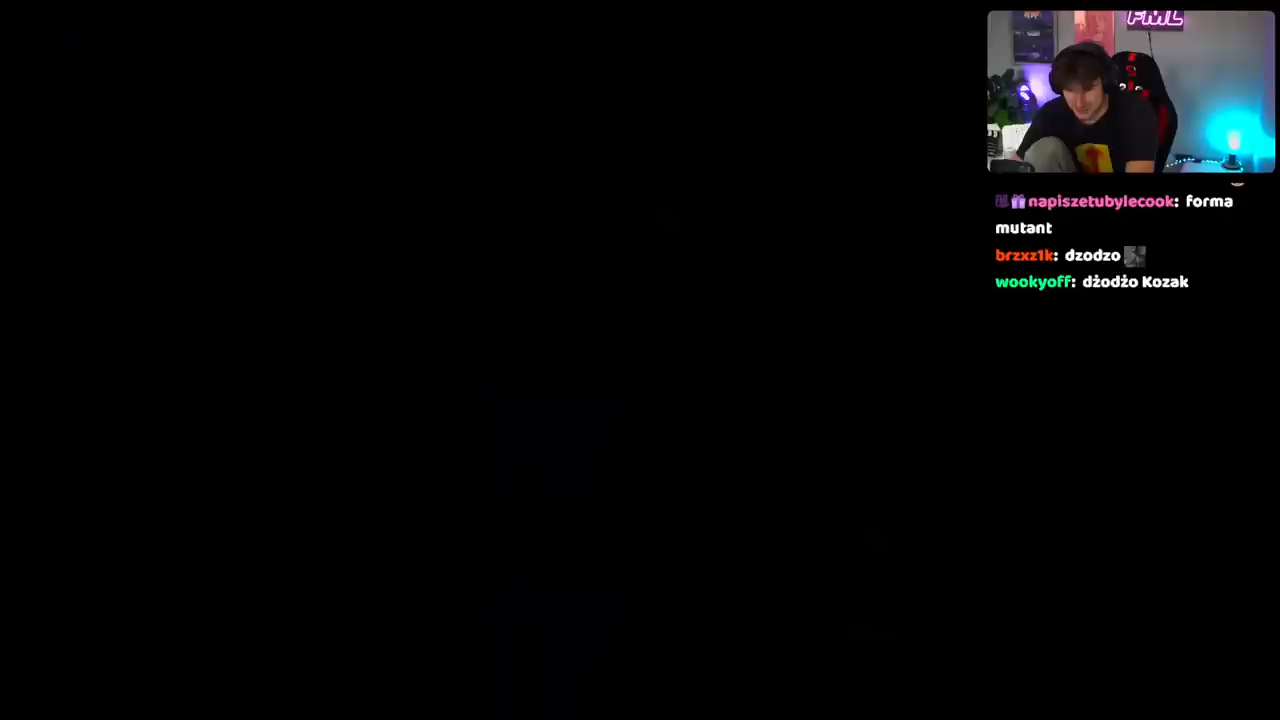 FML
napiszetubylecook: forma
mutant
brzxz1k: dzodzo
wookyoff: dżodżo Kozak